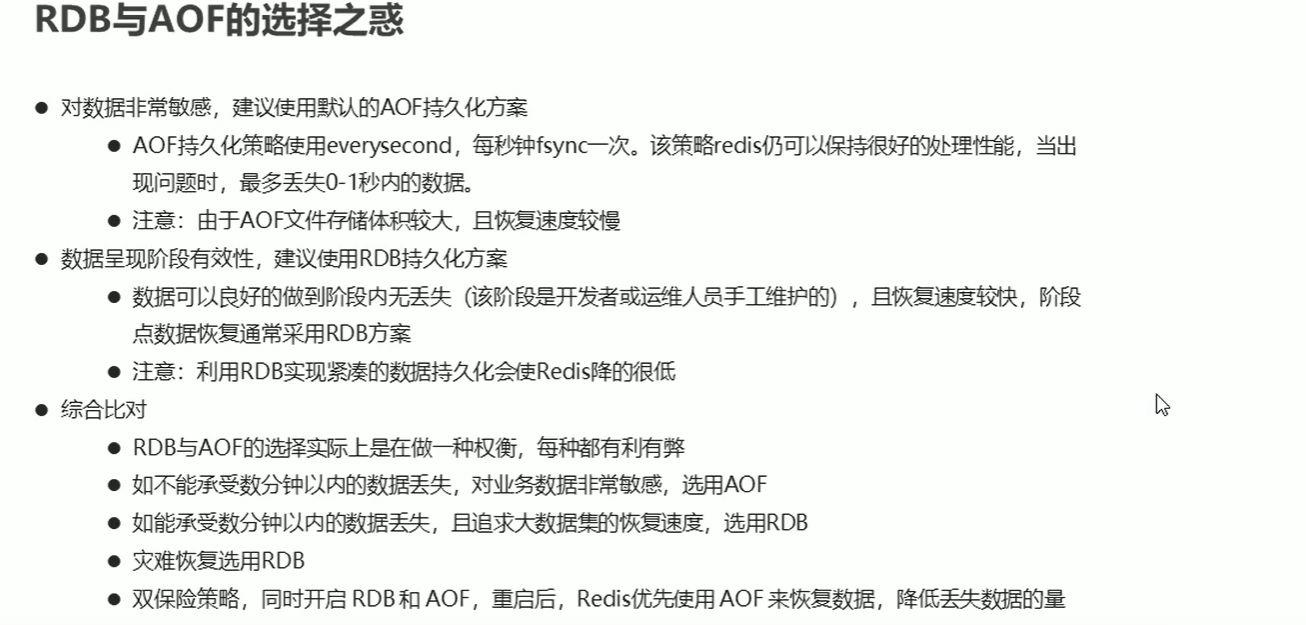 RDB与AOF的选择之惑
● 对数据非常敏感，建议使用默认的AOF持久化方案
● AOF持久化策略使用everysecond，每秒钟fsync一次。该策略redis仍可以保持很好的处理性能，当出
现问题时，最多丢失0-1秒内的数据。
● 注意：由于AOF文件存储体积较大，且恢复速度较慢
● 数据呈现阶段有效性，建议使用RDB持久化方案
● 数据可以良好的做到阶段内无丢失（该阶段是开发者或运维人员手工维护的），且恢复速度较快，阶段
点数据恢复通常采用RDB方案
● 注意：利用RDB实现紧凑的数据持久化会使Redis降的很低
● 综合比对
● RDB与AOF的选择实际上是在做一种权衡，每种都有利有弊
● 如不能承受数分钟以内的数据丢失，对业务数据非常敏感，选用AOF
● 如能承受数分钟以内的数据丢失，且追求大数据集的恢复速度，选用RDB
● 灾难恢复选用RDB
● 双保险策略，同时开启 RDB 和 AOF，重启后，Redis优先使用 AOF 来恢复数据，降低丢失数据的量